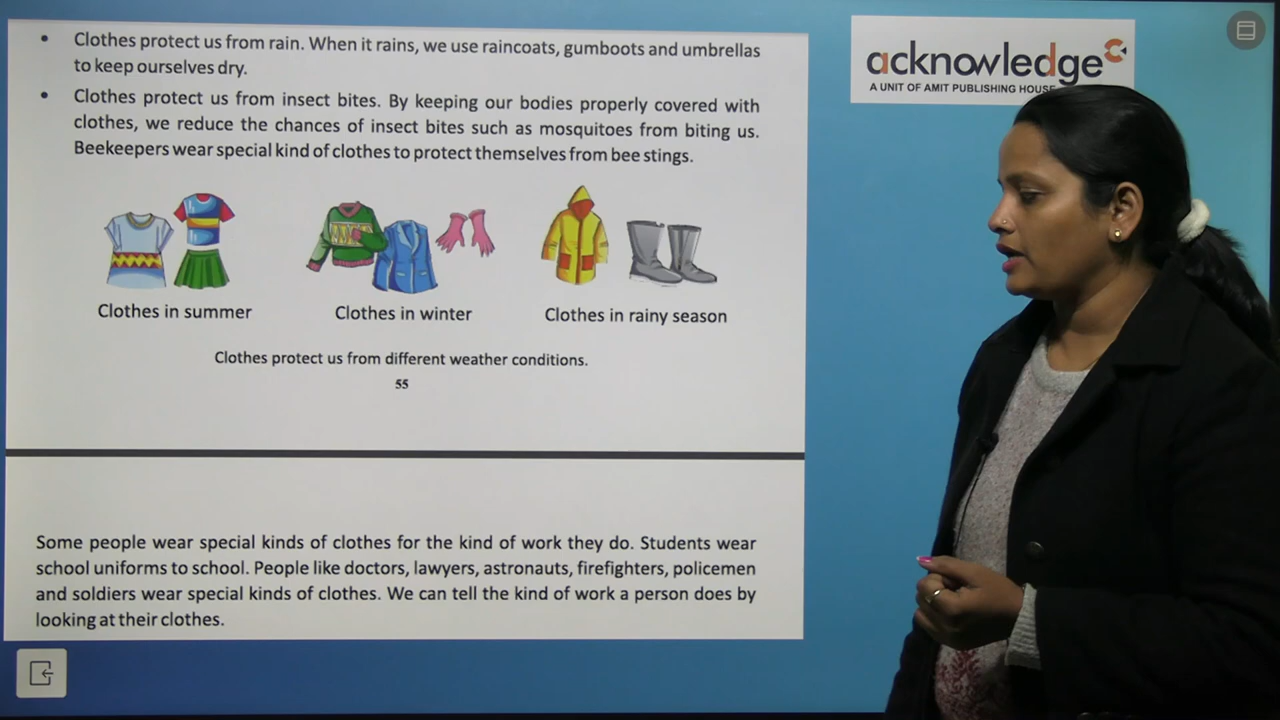 • Clothes protect us from rain. When it rains, we use raincoats, gumboots and umbrellas
to keep ourselves dry.
• Clothes protect us from insect bites. By keeping our bodies properly covered with
clothes, we reduce the chances of insect bites such as mosquitoes from biting us.
Beekeepers wear special kind of clothes to protect themselves from bee stings.
Clothes in summer
Clothes in winter
Clothes in rainy season
Clothes protect us from different weather conditions.
55
Some people wear special kinds of clothes for the kind of work they do. Students wear
school uniforms to school. People like doctors, lawyers, astronauts, firefighters, policemen
and soldiers wear special kinds of clothes. We can tell the kind of work a person does by
looking at their clothes.
acknowledge
A UNIT OF AMIT PUBLISHING HOUSE